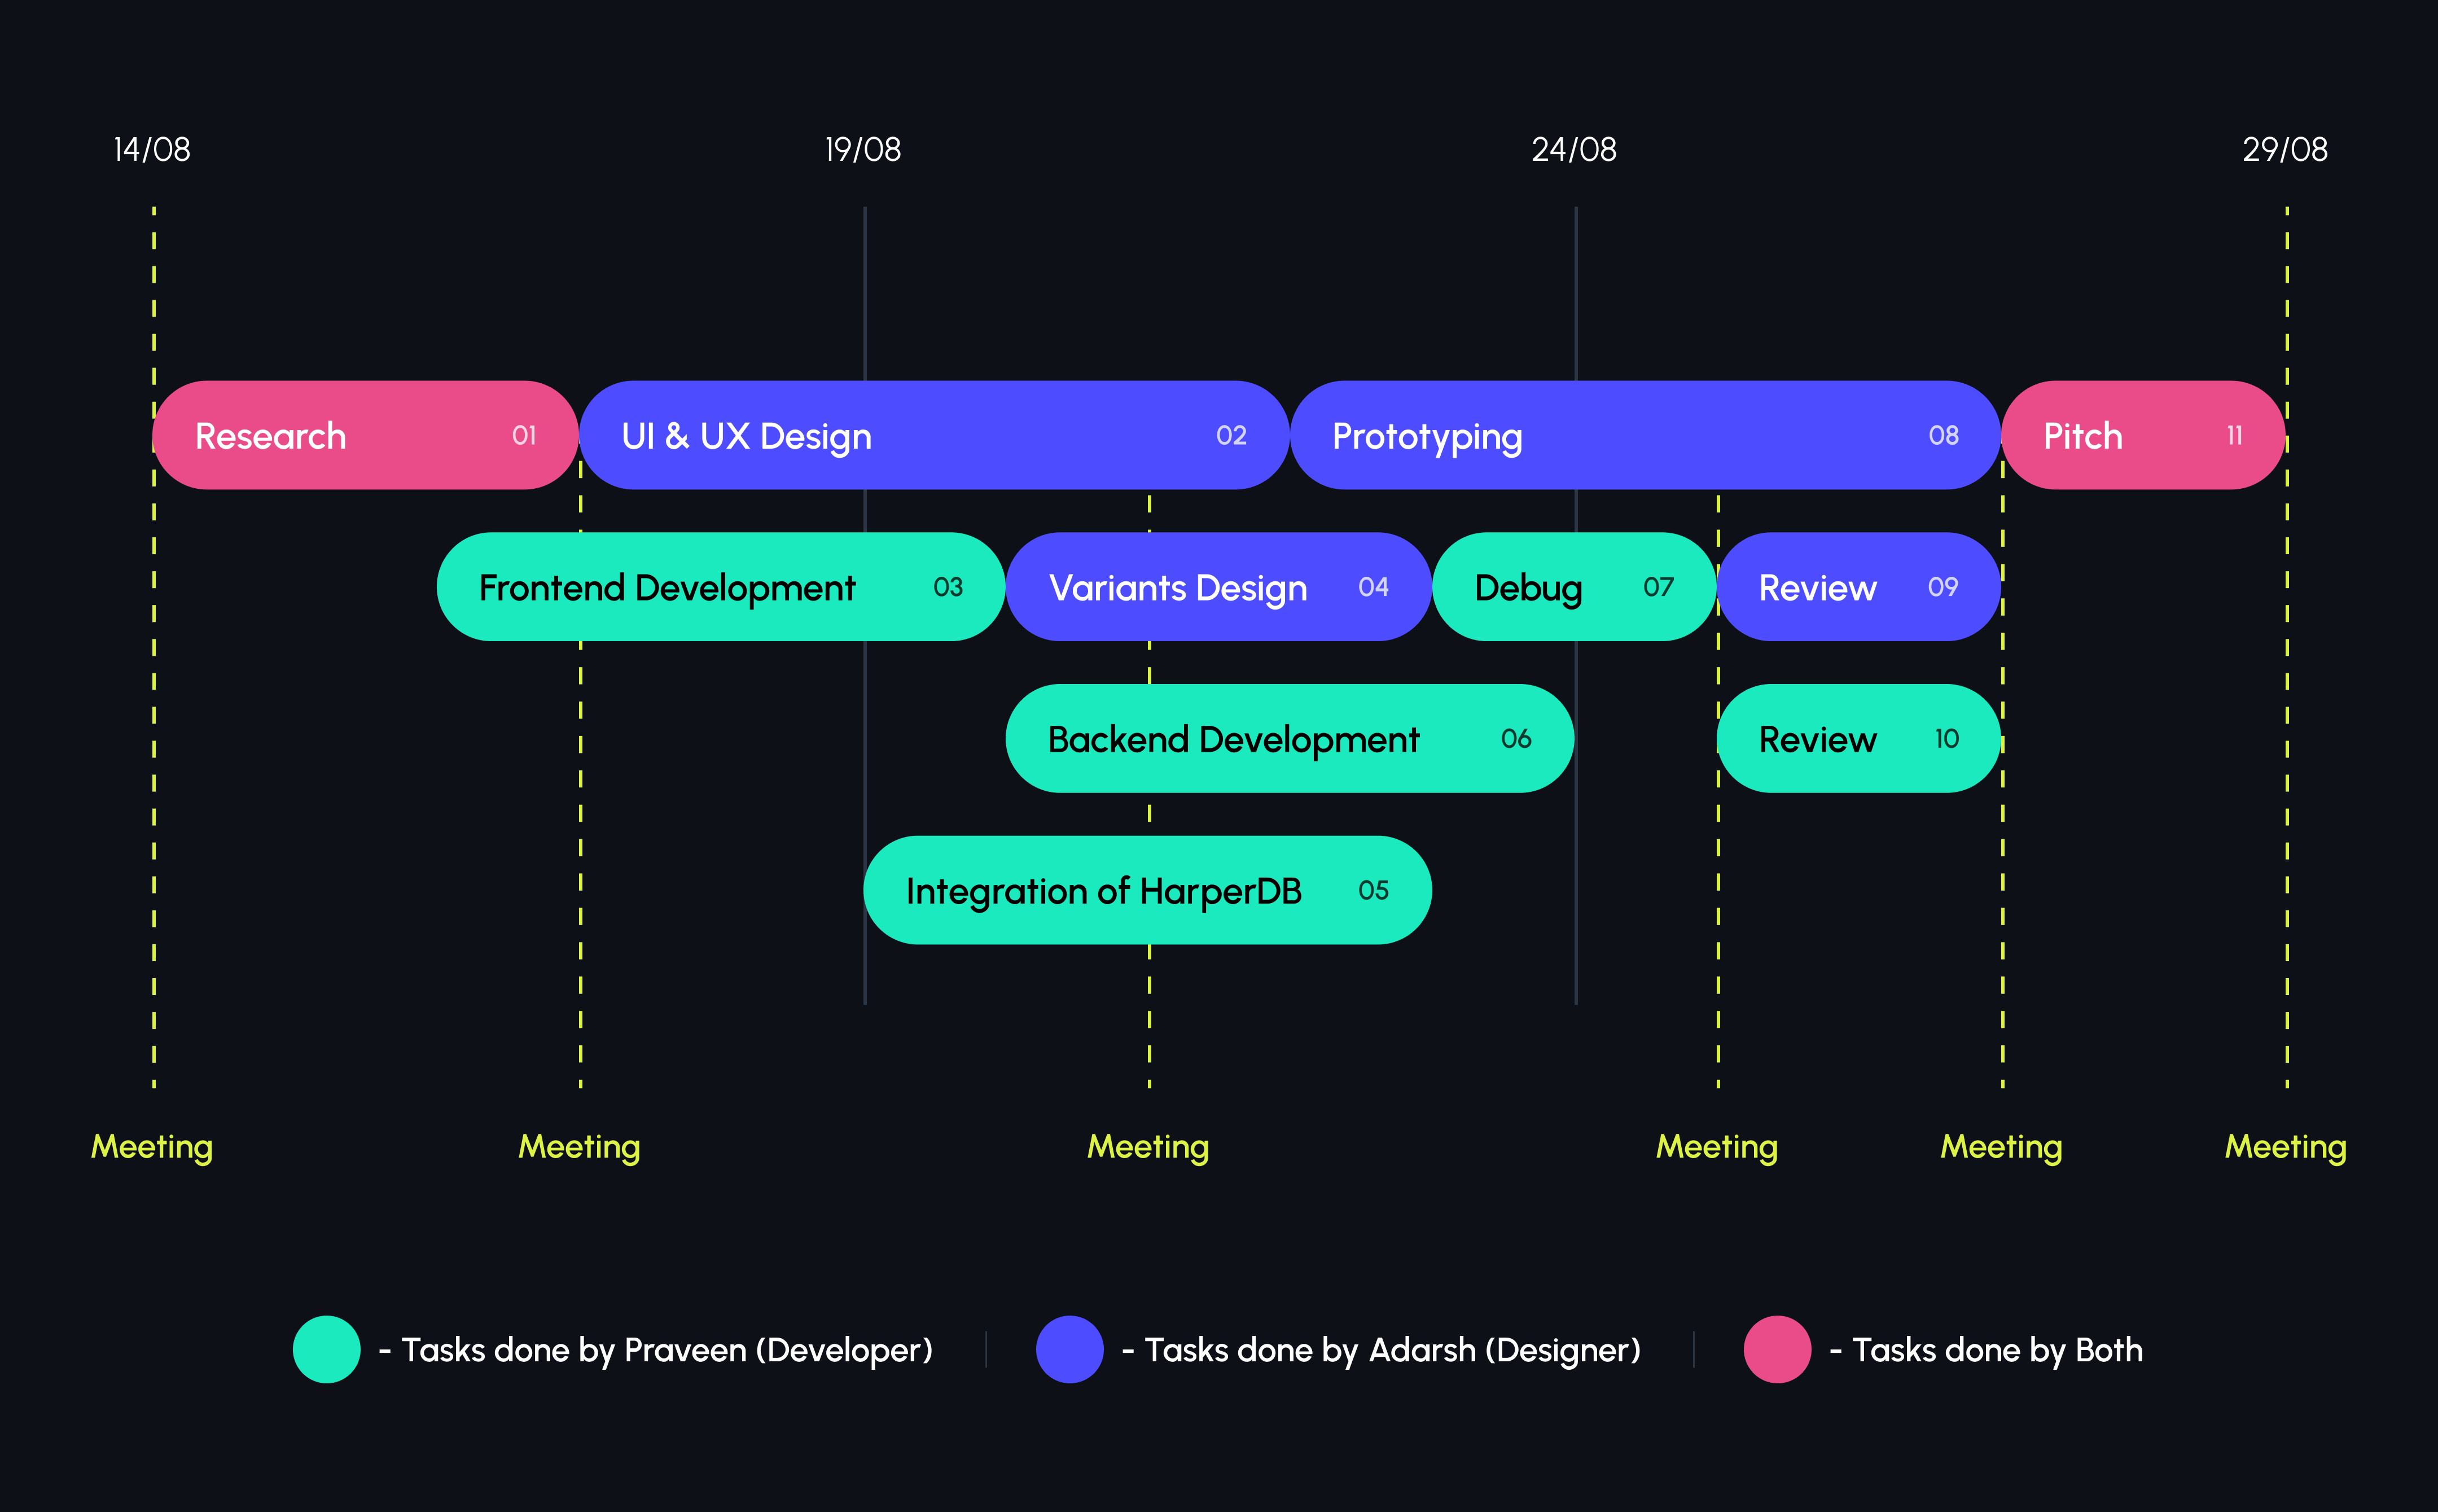 14/08
19/08
24/08
29/08
Research 01
UI & UX Design 02
Prototyping 08
Pitch 11
Frontend Development 03
Variants Design 04
Debug 07
Review 09
Backend Development 06
Review 10
Integration of HarperDB 05
Meeting
Meeting
Meeting
Meeting
Meeting
Meeting
- Tasks done by Praveen (Developer)
- Tasks done by Adarsh (Designer)
- Tasks done by Both